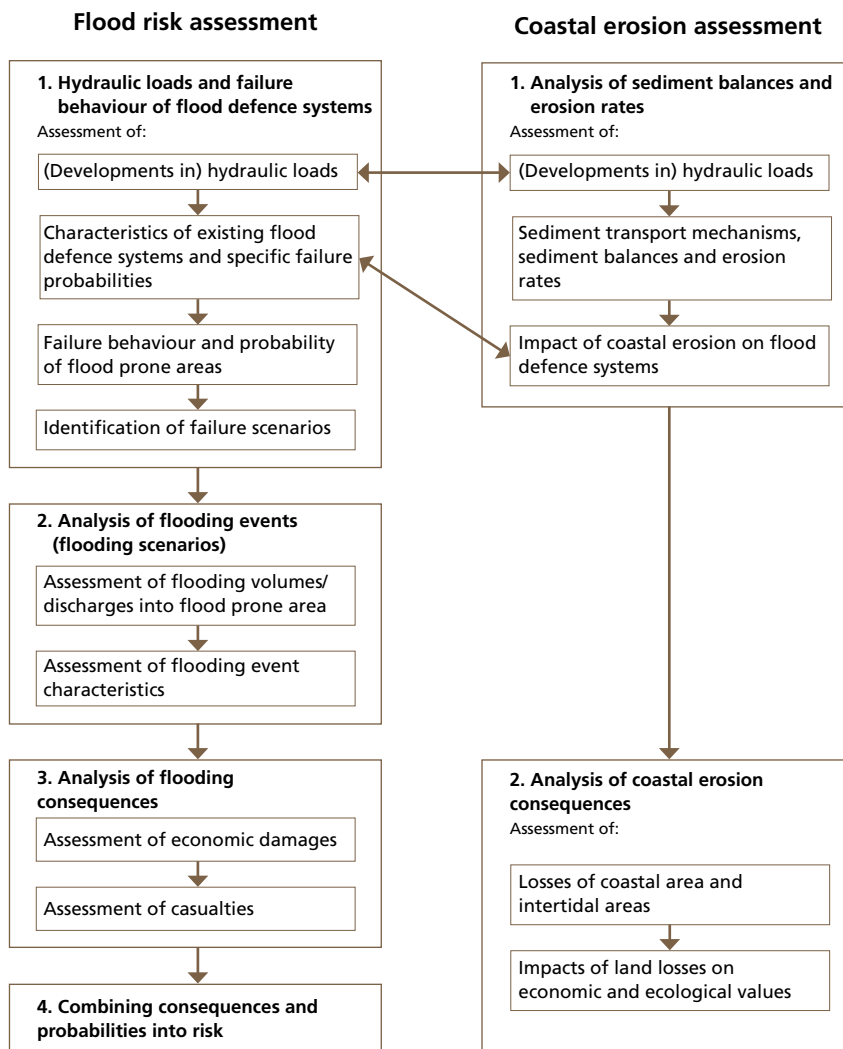 Flood risk assessment
1. Hydraulic loads and failure
behaviour of flood defence systems
Assessment of:
(Developments in) hydraulic loads
Characteristics of existing flood
defence systems and specific failure
probabilities
Failure behaviour and probability
of flood prone areas
Identification of failure scenarios
2. Analysis of flooding events
(flooding scenarios)
Assessment of flooding volumes/
discharges into flood prone area
Assessment of flooding event
characteristics
3. Analysis of flooding
consequences
Assessment of economic damages
Assessment of casualties
4. Combining consequences and
probabilities into risk
Coastal erosion assessment
1. Analysis of sediment balances and
erosion rates
Assessment of:
(Developments in) hydraulic loads
Sediment transport mechanisms,
sediment balances and erosion
rates
Impact of coastal erosion on flood
defence systems
2. Analysis of coastal erosion
consequences
Assessment of:
Losses of coastal area and
intertidal areas
Impacts of land losses on
economic and ecological values